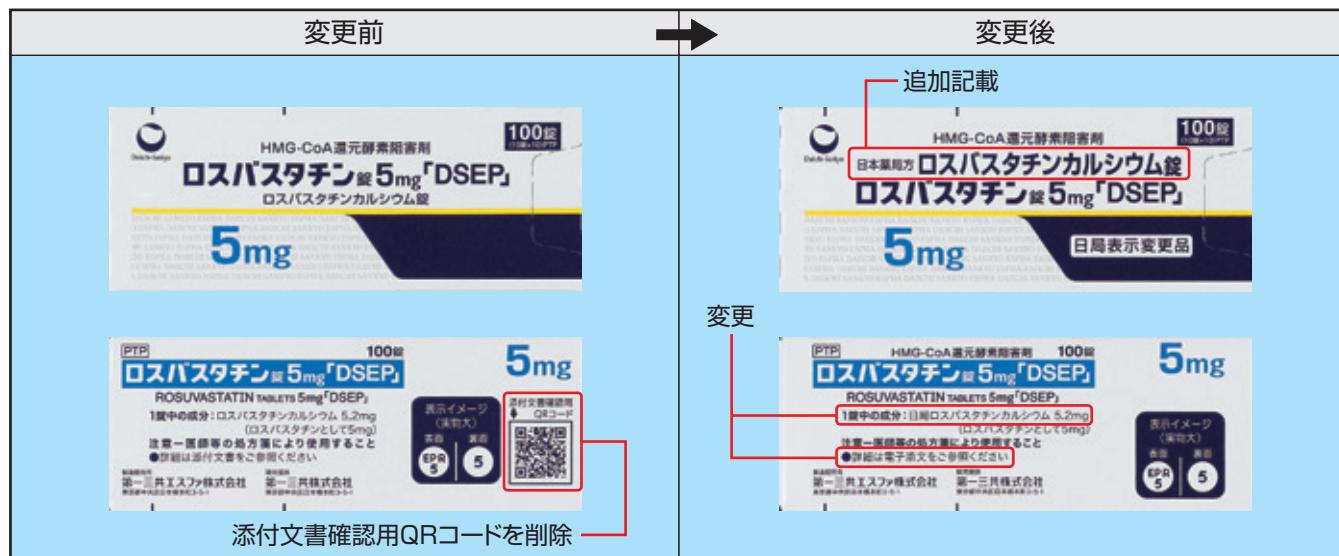 変更前
変更後
HMG-CoA還元酵素阻害剤
100錠
ロスバスタチン錠5mg「DSEP」
ロスバスタチンカルシウム錠
5mg
PTP
100錠
5mg
ロスバスタチン錠5mg「DSEP」
ROSUVASTATIN TABLETS 5mg「DSEP」
1錠中の成分：ロスバスタチンカルシウム 5.2mg
(ロスバスタチンとして5mg)
注意－医師等の処方箋により使用すること
●詳細は添付文書をご参照ください
第一三共エスファ株式会社
第一三共株式会社
表示イメージ
(実物大)
表面
裏面
EPR
5
5
添付文書確認用
QRコード
添付文書確認用QRコードを削除
追加記載
HMG-CoA還元酵素阻害剤
100錠
日本薬局方 ロスバスタチンカルシウム錠
ロスバスタチン錠5mg「DSEP」
5mg
日局表示変更品
変更
PTP
HMG-CoA還元酵素阻害剤
100錠
5mg
ロスバスタチン錠5mg「DSEP」
ROSUVASTATIN TABLETS 5mg「DSEP」
1錠中の成分：日局ロスバスタチンカルシウム 5.2mg
(ロスバスタチンとして5mg)
注意－医師等の処方箋により使用すること
●詳細は電子添文をご参照ください
第一三共エスファ株式会社
第一三共株式会社
表示イメージ
(実物大)
表面
裏面
EPR
5
5